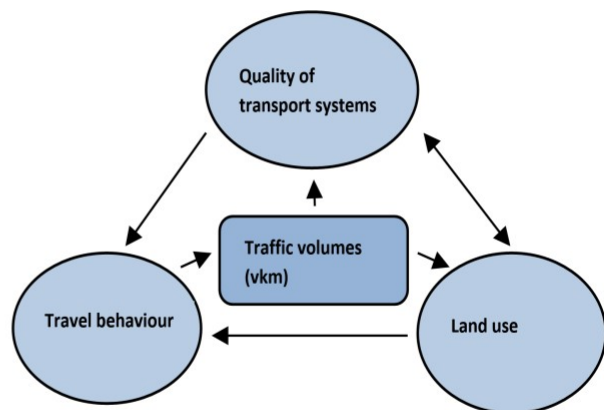 Quality of
transport systems
Traffic volumes
(vkm)
Travel behaviour
Land use